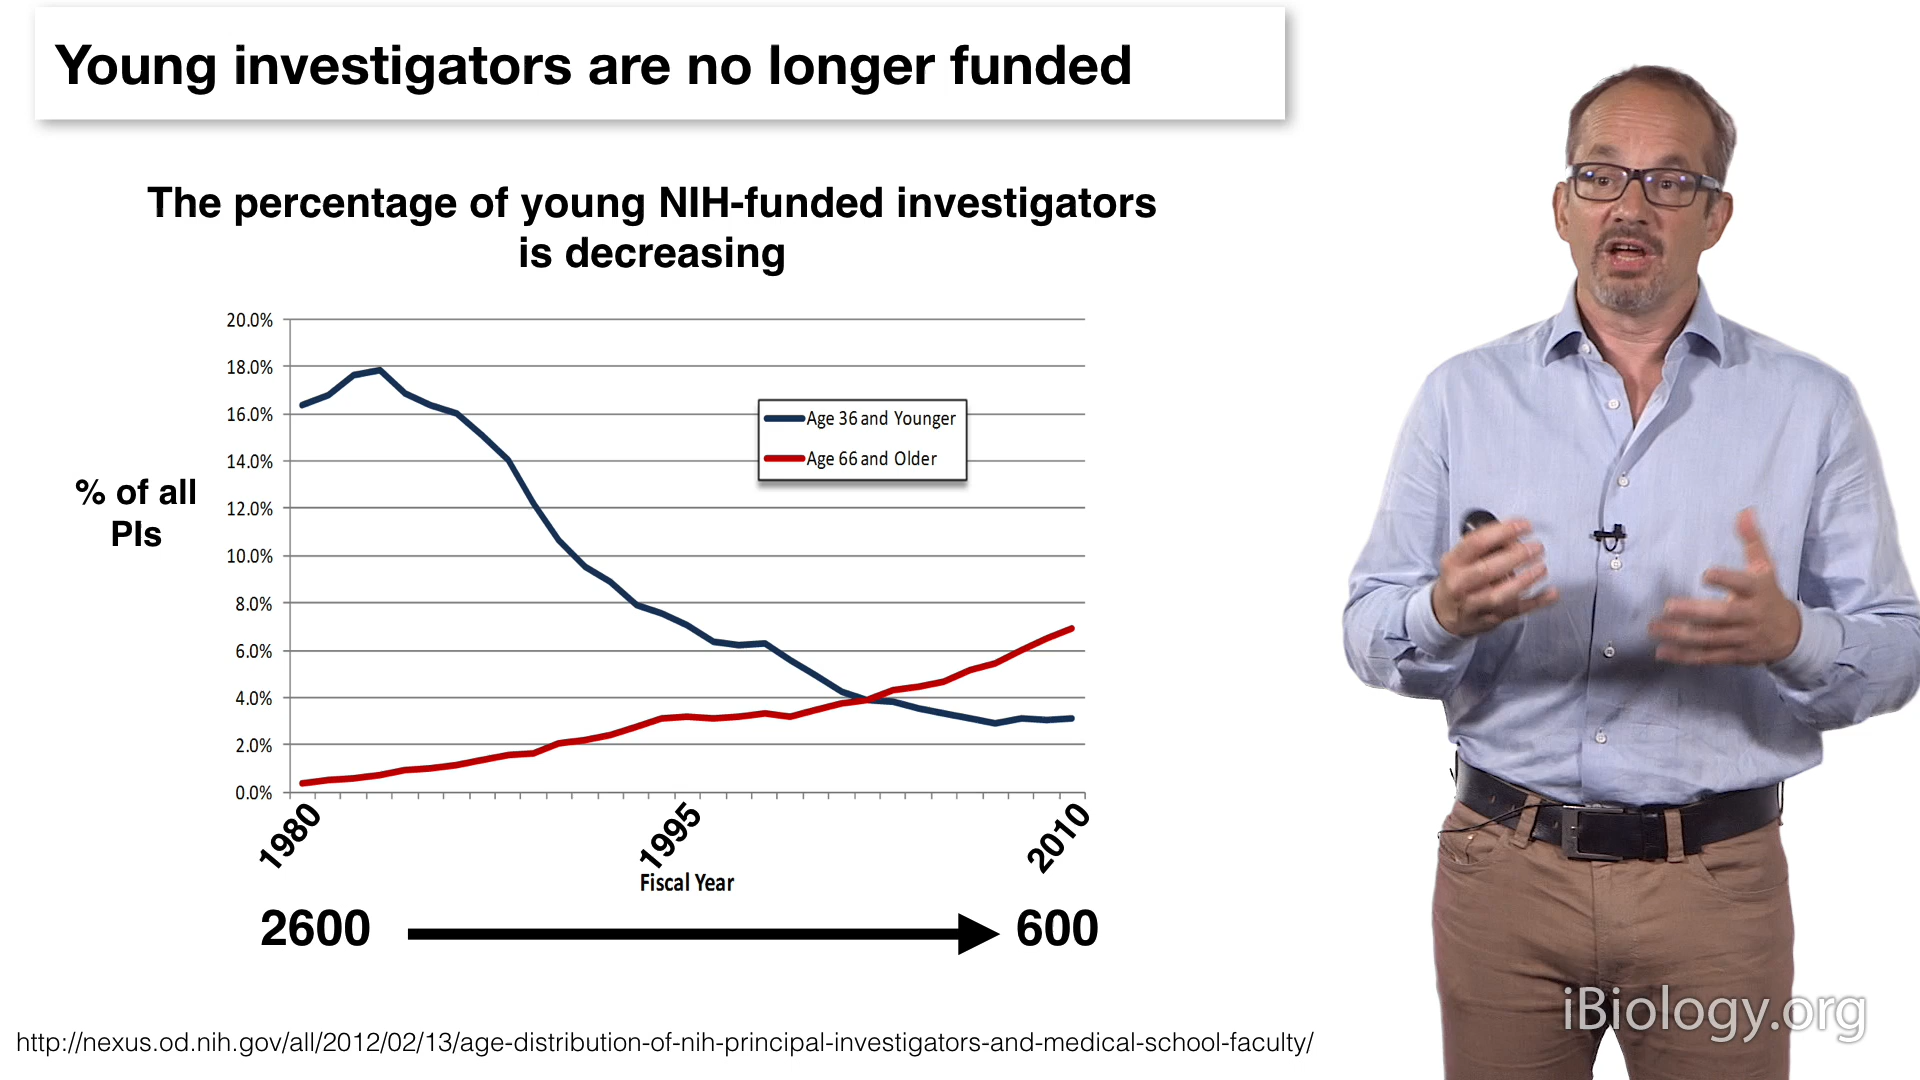 Young investigators are no longer funded
The percentage of young NIH-funded investigators
is decreasing
20.0%
18.0%
16.0%
14.0%
12.0%
10.0%
8.0%
6.0%
4.0%
2.0%
0.0%
% of all
PIs
Age 36 and Younger
Age 66 and Older
1980
1995
2010
Fiscal Year
2600
600
http://nexus.od.nih.gov/all/2012/02/13/age-distribution-of-nih-principal-investigators-and-medical-school-faculty/
iBiology.org